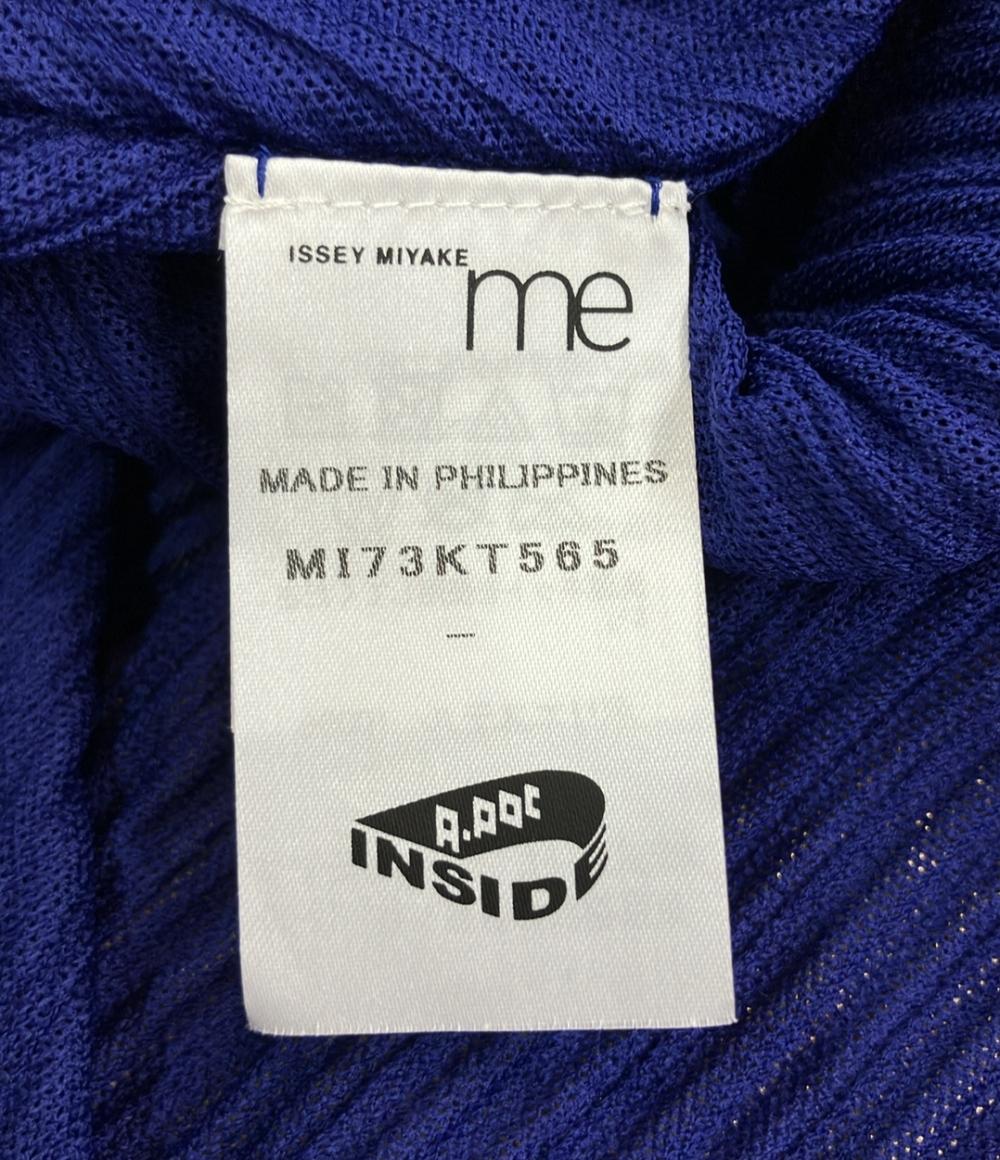 ISSEY MIYAKE
me
MADE IN PHILIPPINES
MI73KT565
A.POC
INSIDE